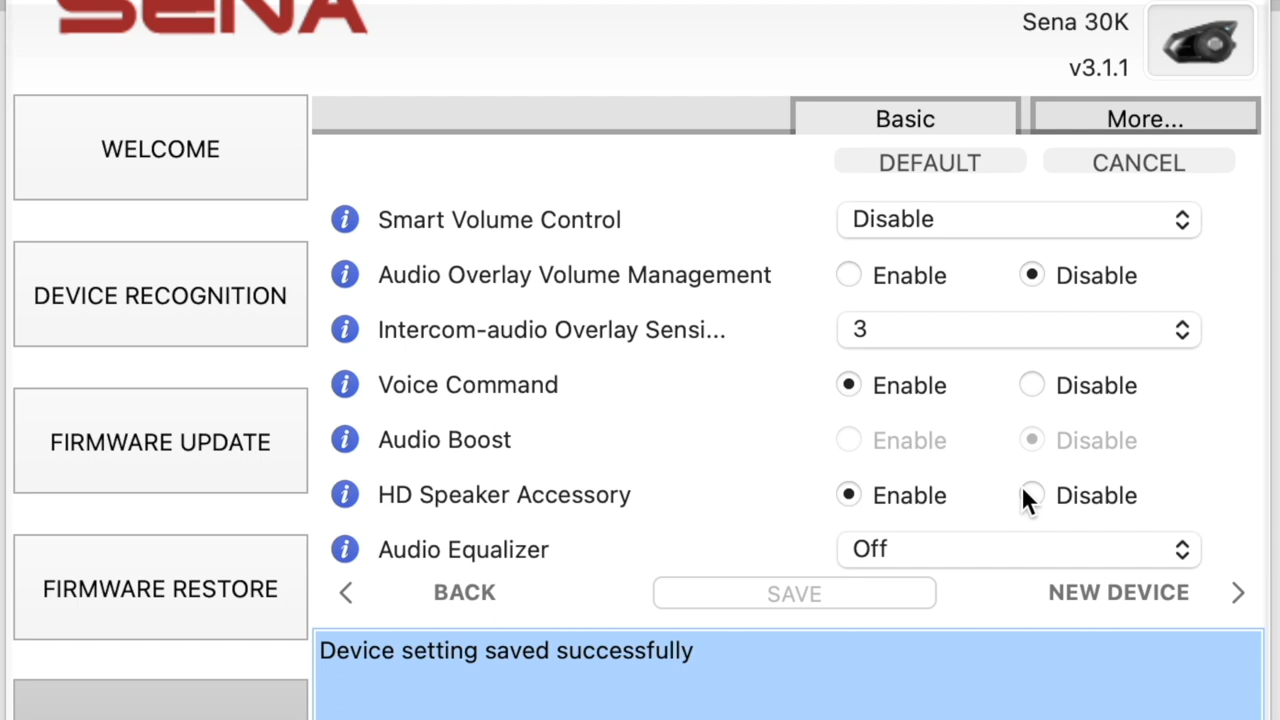 SENA
Sena 30K
v3.1.1
WELCOME
DEVICE RECOGNITION
FIRMWARE UPDATE
FIRMWARE RESTORE
Basic
More...
DEFAULT
CANCEL
Smart Volume Control
Disable
Audio Overlay Volume Management
Enable
Disable
Intercom-audio Overlay Sensi...
3
Voice Command
Enable
Disable
Audio Boost
Enable
Disable
HD Speaker Accessory
Enable
Disable
Audio Equalizer
Off
BACK
SAVE
NEW DEVICE
Device setting saved successfully